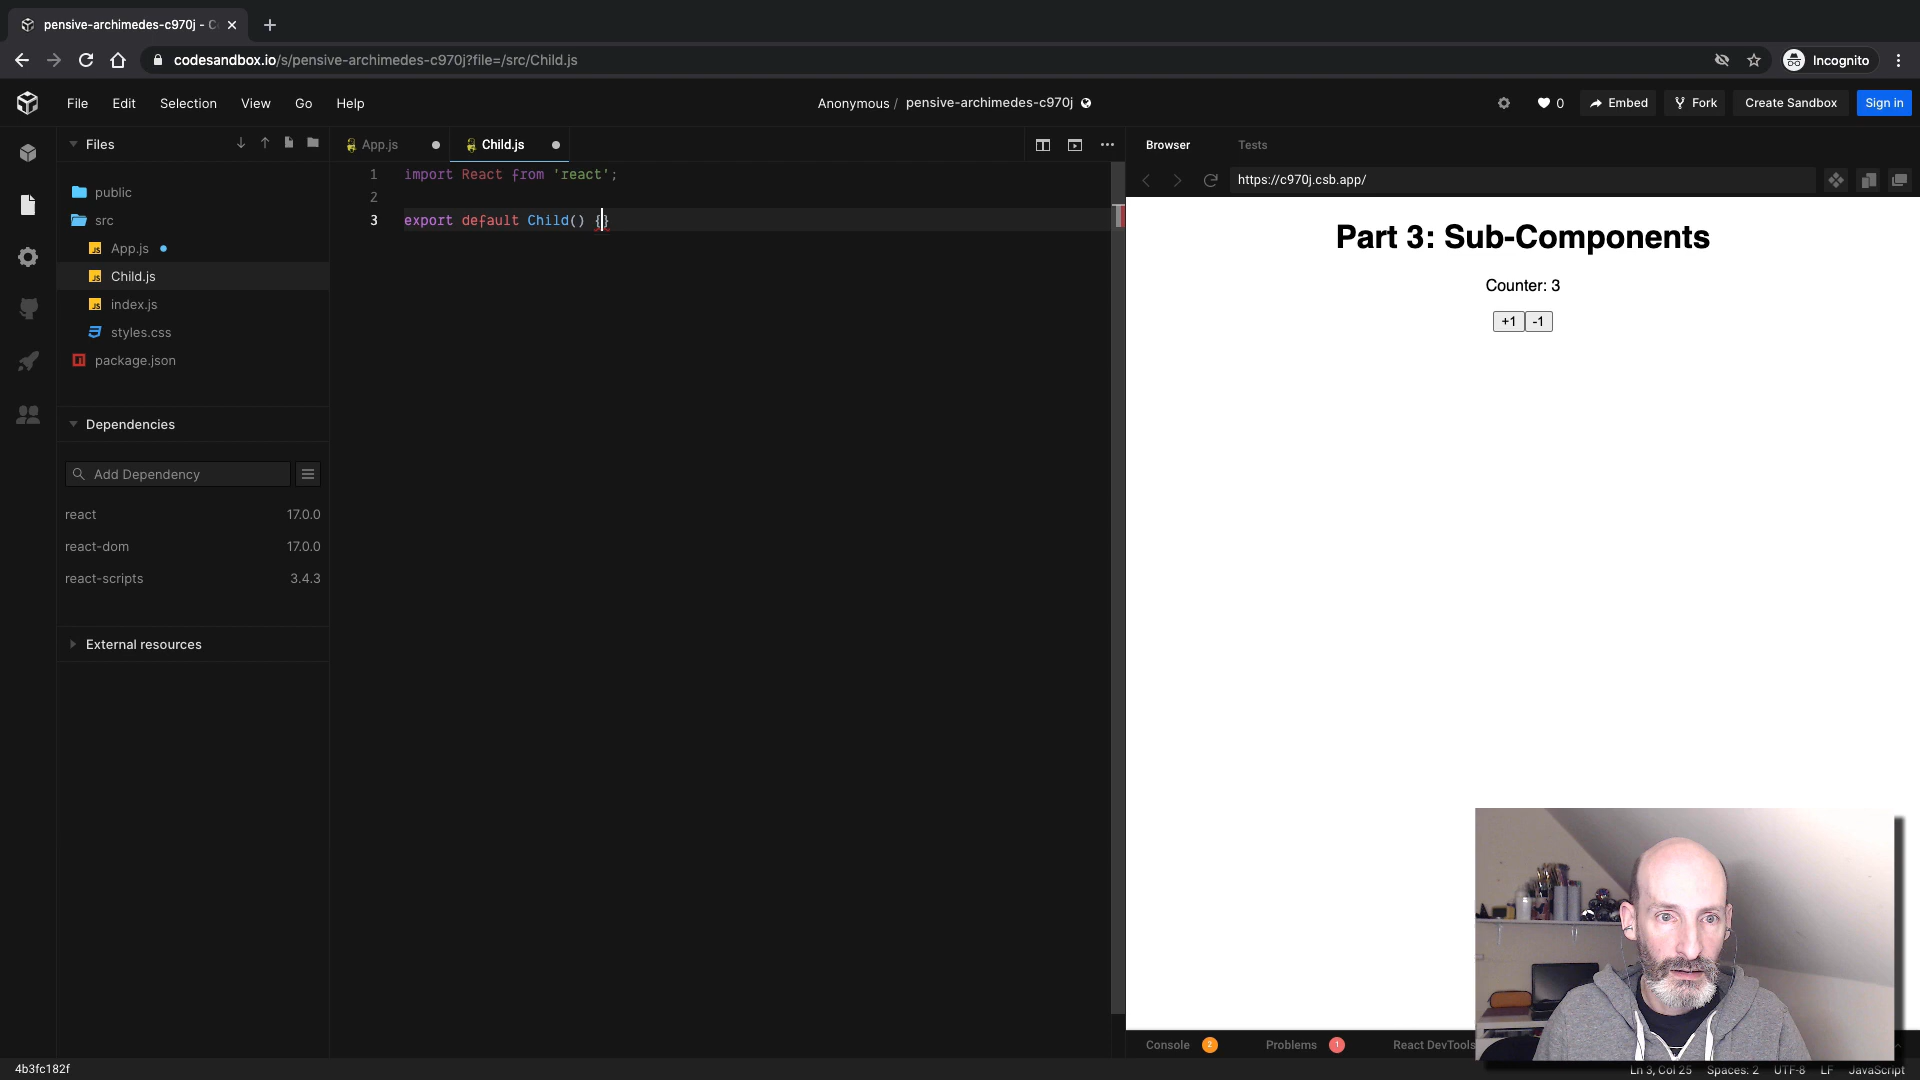 pensive-archimedes-c970j - C
codesandbox.io/s/pensive-archimedes-c970j?file=/src/Child.js
Incognito
File Edit Selection View Go Help
Anonymous / pensive-archimedes-c970j
0
Embed
Fork
Create Sandbox
Sign in
Files
public
src
App.js
Child.js
index.js
styles.css
package.json
Dependencies
Add Dependency
react 17.0.0
react-dom 17.0.0
react-scripts 3.4.3
External resources
App.js
Child.js
1 import React from 'react';
2
3 export default Child() {}
Browser
Tests
https://c970j.csb.app/
Part 3: Sub-Components
Counter: 3
+1 -1
Console 2
Problems 1
React DevTools
4b3fc182f
Ln 3, Col 25 Spaces: 2 UTF-8 LF JavaScript